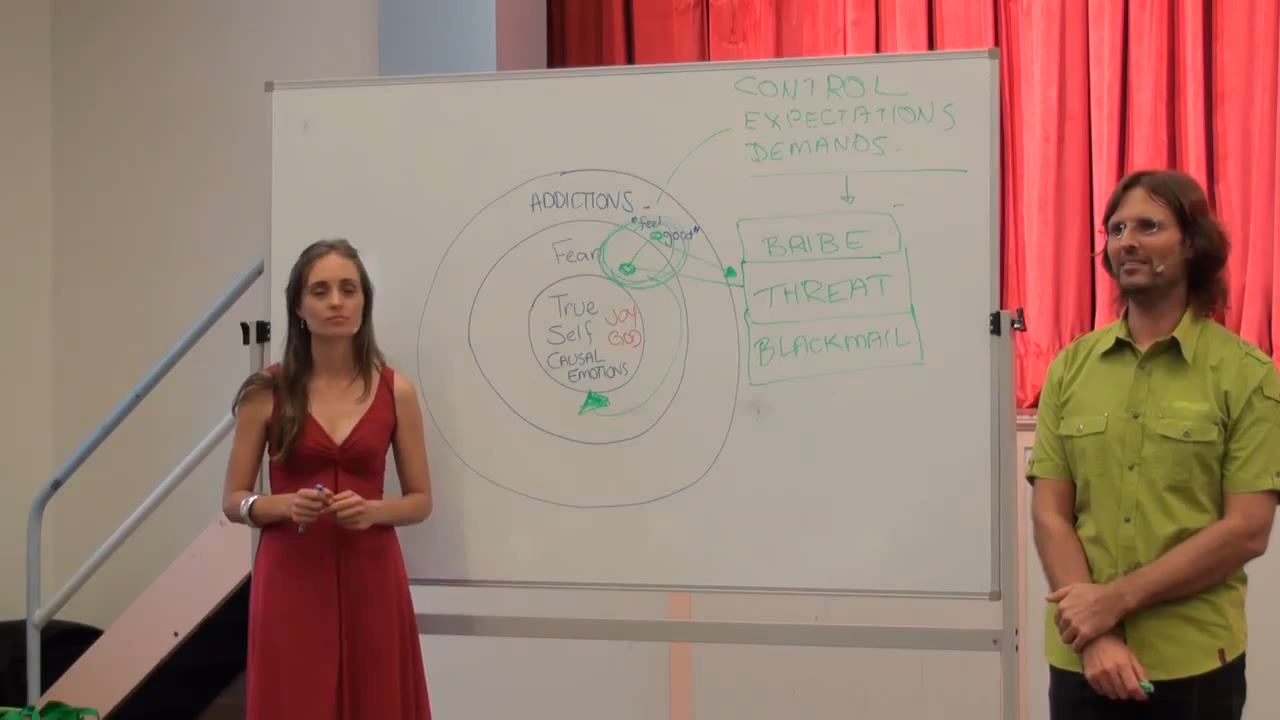 CONTROL
EXPECTATIONS
DEMANDS.
ADDICTIONS -
"feel
good"
Fear
True
Self
JOY
GOD
CAUSAL
EMOTIONS
BRIBE
THREAT
BLACKMAIL